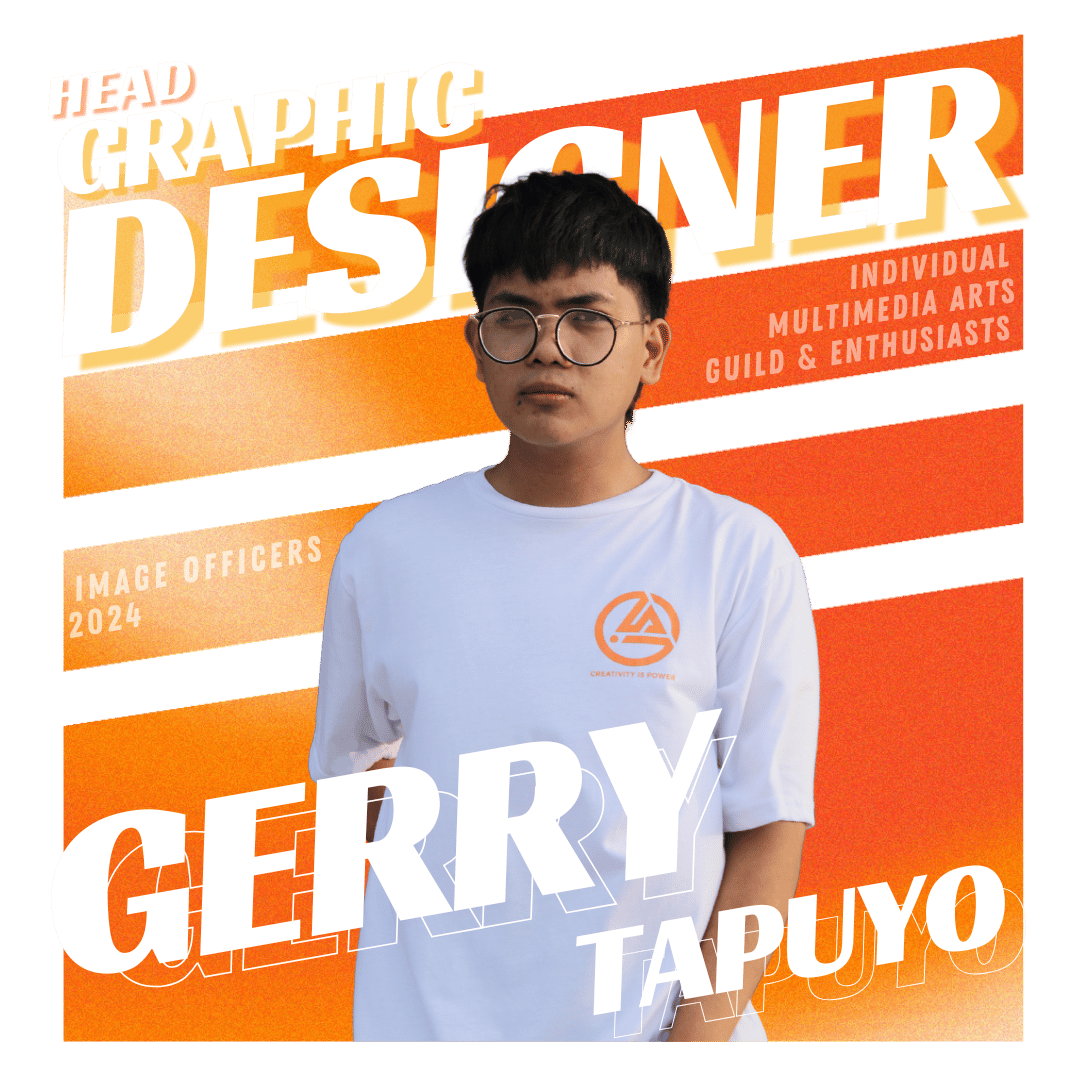 HEAD
GRAPHIC
DESIGNER
INDIVIDUAL
MULTIMEDIA ARTS
GUILD & ENTHUSIASTS
IMAGE OFFICERS
2024
CREATIVITY IS POWER
GERRY
TAPUYO